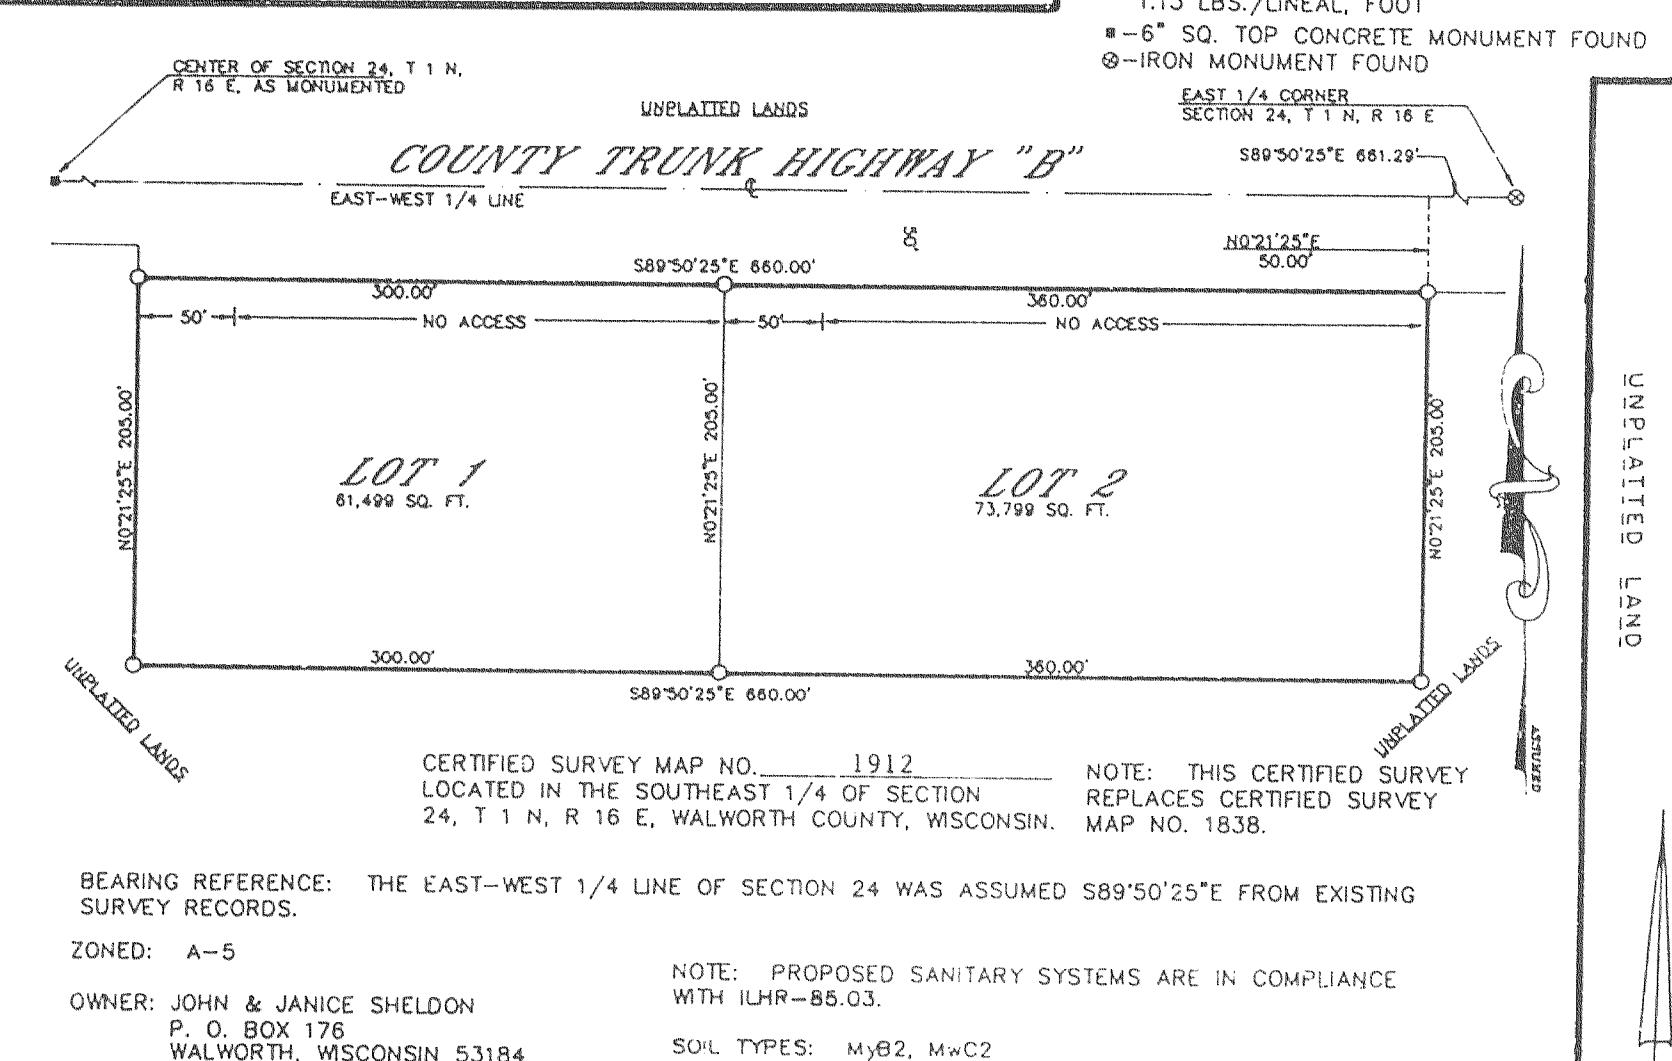 1.13 LBS./LINEAL, FOOT
■-6" SQ. TOP CONCRETE MONUMENT FOUND
⊗-IRON MONUMENT FOUND
CENTER OF SECTION 24, T 1 N,
R 16 E, AS MONUMENTED
UNPLATTED LANDS
EAST 1/4 CORNER
SECTION 24, T 1 N, R 16 E
COUNTY TRUNK HIGHWAY "B"
S89°50'25"E 661.29'
EAST-WEST 1/4 LINE
50'
N0°21'25"E
50.00'
S89°50'25"E 660.00'
300.00'
360.00'
50'
NO ACCESS
50'
NO ACCESS
N0°21'25"E 205.00'
N0°21'25"E 205.00'
N0°21'25"E 205.00'
LOT 1
61,499 SQ. FT.
LOT 2
73,799 SQ. FT.
UNPLATTED LAND
300.00'
360.00'
S89°50'25"E 660.00'
UNPLATTED LANDS
UNPLATTED LANDS
CERTIFIED SURVEY MAP NO. 1912
LOCATED IN THE SOUTHEAST 1/4 OF SECTION
24, T 1 N, R 16 E, WALWORTH COUNTY, WISCONSIN.
NOTE: THIS CERTIFIED SURVEY
REPLACES CERTIFIED SURVEY
MAP NO. 1838.
BEARING REFERENCE: THE EAST-WEST 1/4 LINE OF SECTION 24 WAS ASSUMED S89°50'25"E FROM EXISTING
SURVEY RECORDS.
ZONED: A-5
OWNER: JOHN & JANICE SHELDON
P. O. BOX 176
WALWORTH, WISCONSIN 53184
NOTE: PROPOSED SANITARY SYSTEMS ARE IN COMPLIANCE
WITH ILHR-85.03.
SOIL TYPES: MyB2, MwC2